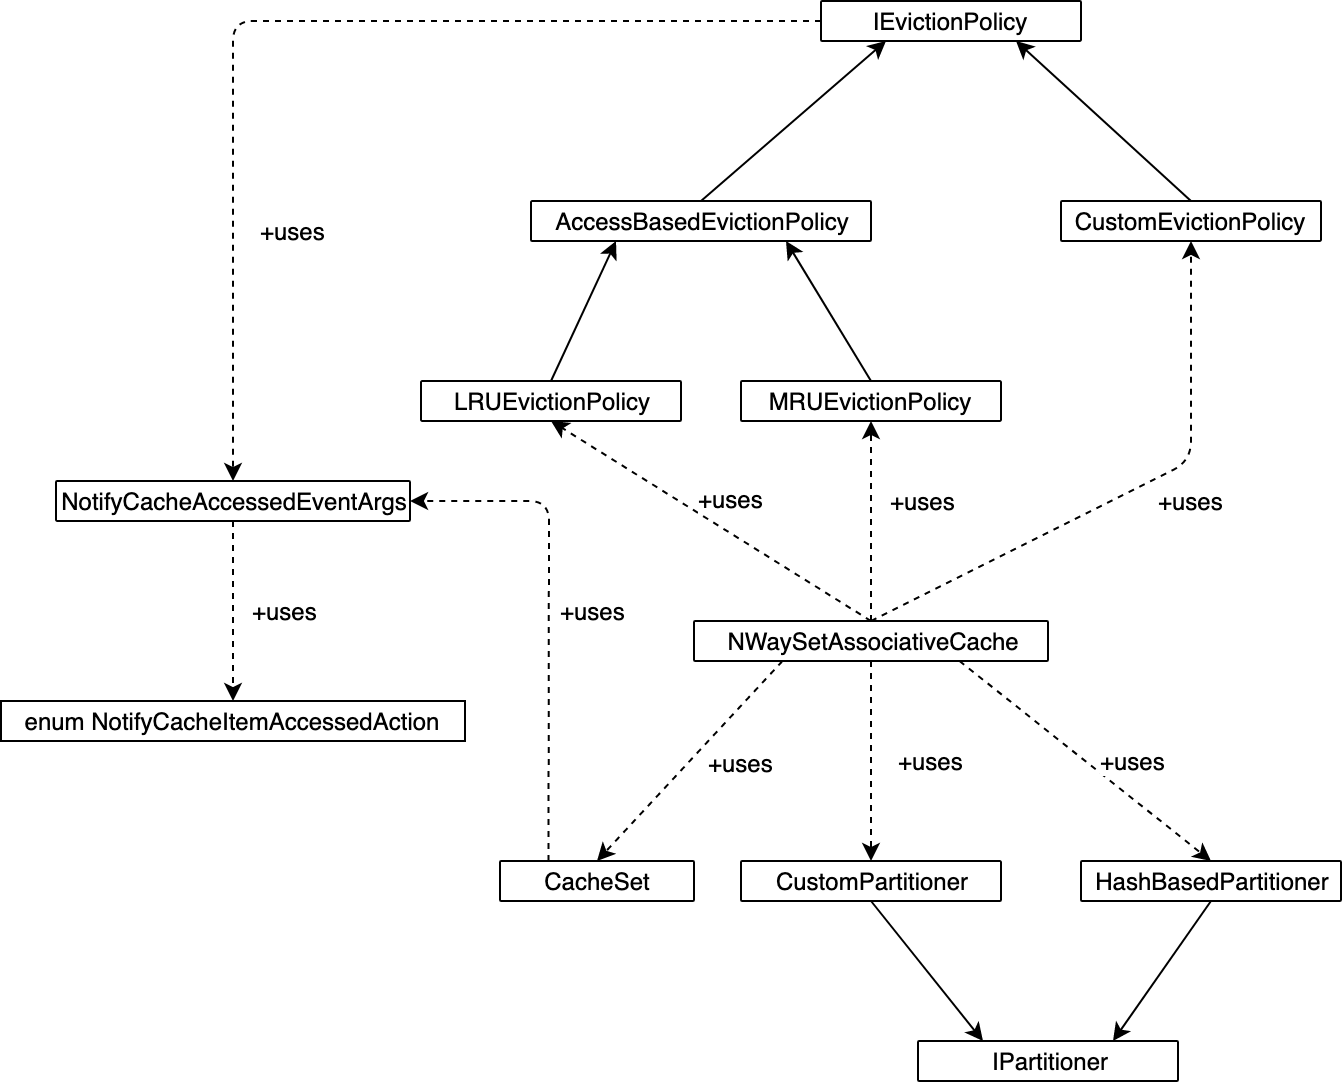 IEvictionPolicy
+uses
AccessBasedEvictionPolicy
CustomEvictionPolicy
LRUEvictionPolicy
MRUEvictionPolicy
NotifyCacheAccessedEventArgs
+uses
+uses
+uses
+uses
+uses
NWaySetAssociativeCache
enum NotifyCacheItemAccessedAction
+uses
+uses
+uses
CacheSet
CustomPartitioner
HashBasedPartitioner
IPartitioner